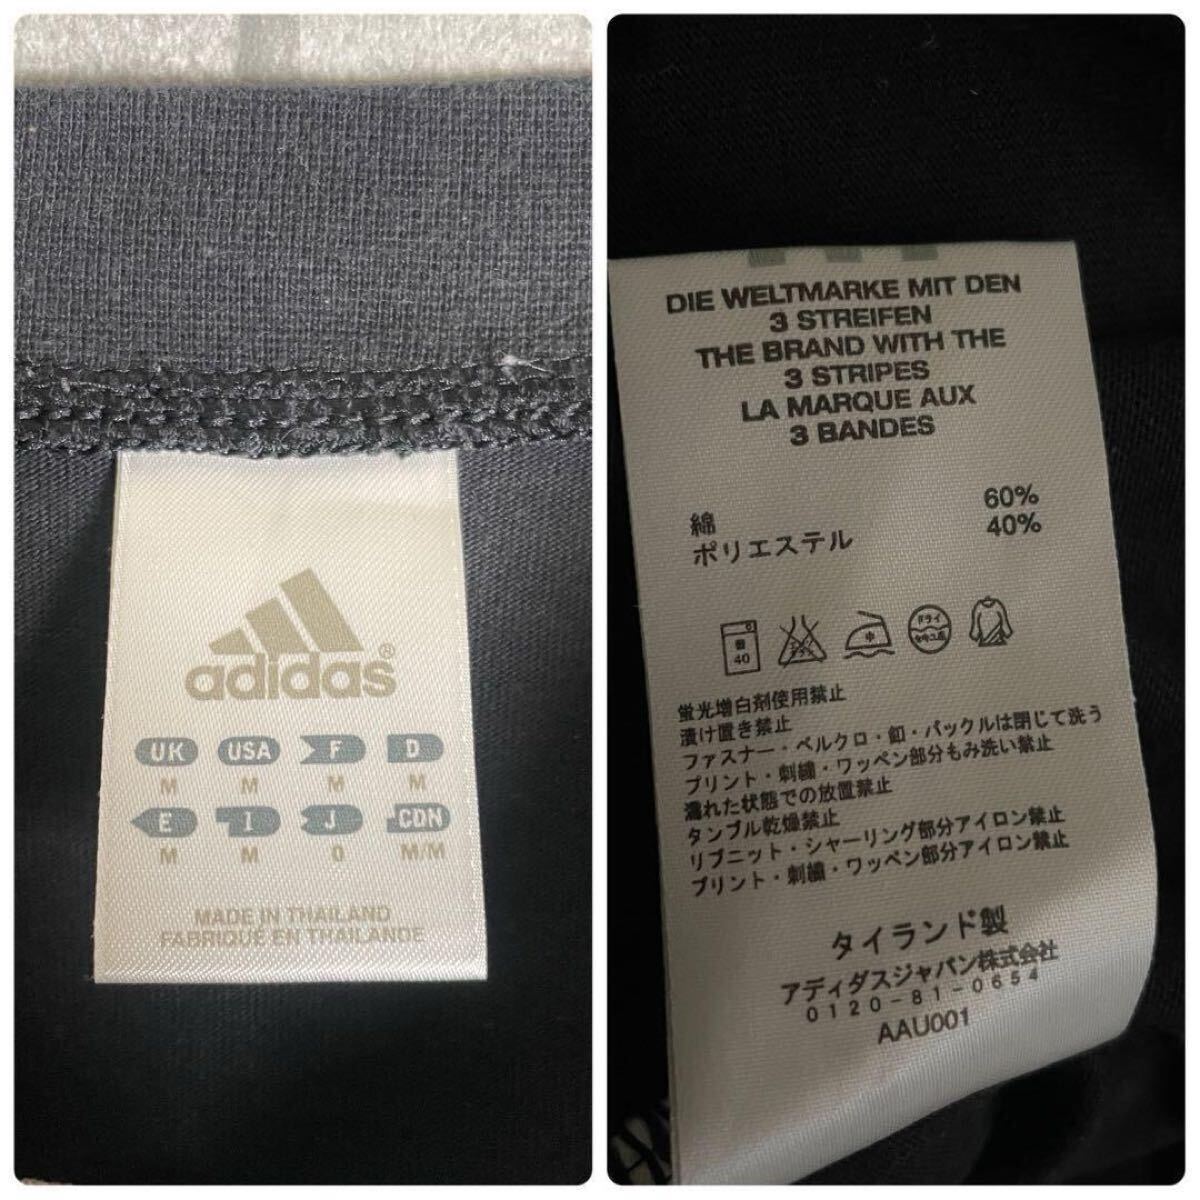 adidas®
UK USA F D
M M M M
E I J CDN
M M O M/M
MADE IN THAILAND
FABRIQUÉ EN THAILANDE
DIE WELTMARKE MIT DEN
3 STREIFEN
THE BRAND WITH THE
3 STRIPES
LA MARQUE AUX
3 BANDES
綿 60%
ポリエステル 40%
40 中 ドライ
蛍光増白剤使用禁止
漬け置き禁止
ファスナー・ベルクロ・釦・バックルは閉じて洗う
プリント・刺繍・ワッペン部分もみ洗い禁止
濡れた状態での放置禁止
タンブル乾燥禁止
リブニット・シャーリング部分アイロン禁止
プリント・刺繍・ワッペン部分アイロン禁止
タイランド製
アディダスジャパン株式会社
0120-81-0654
AAU001